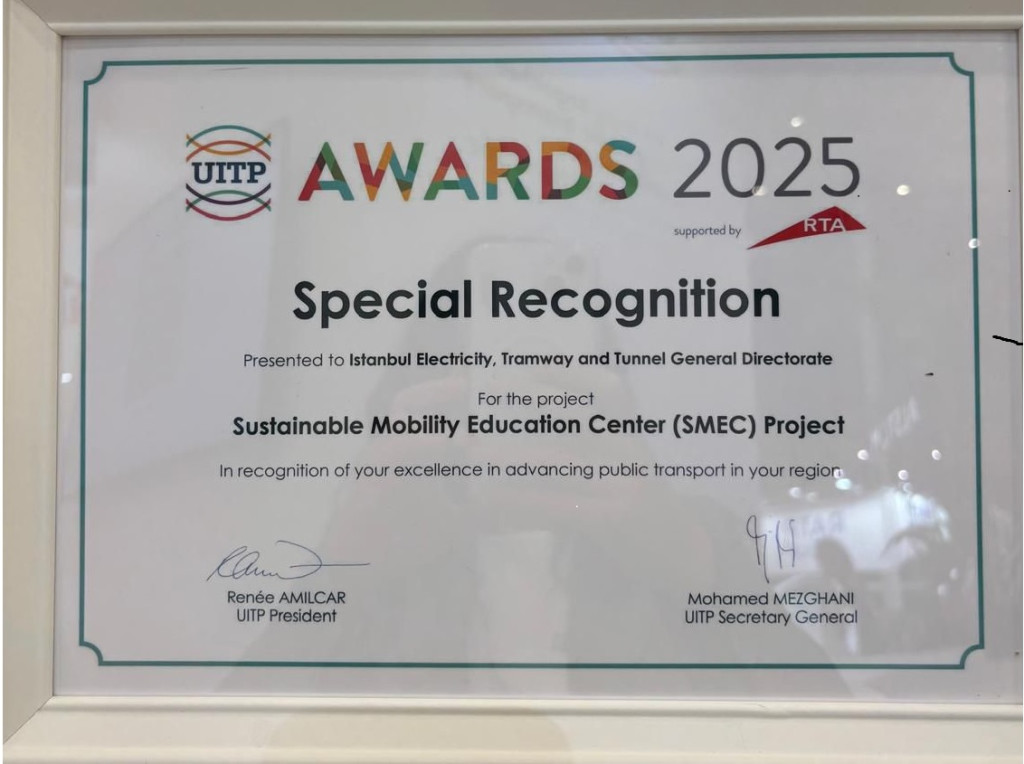 UITP
AWARDS 2025
supported by RTA
Special Recognition
Presented to Istanbul Electricity, Tramway and Tunnel General Directorate
For the project
Sustainable Mobility Education Center (SMEC) Project
In recognition of your excellence in advancing public transport in your region
Renée AMILCAR
UITP President
Mohamed MEZGHANI
UITP Secretary General